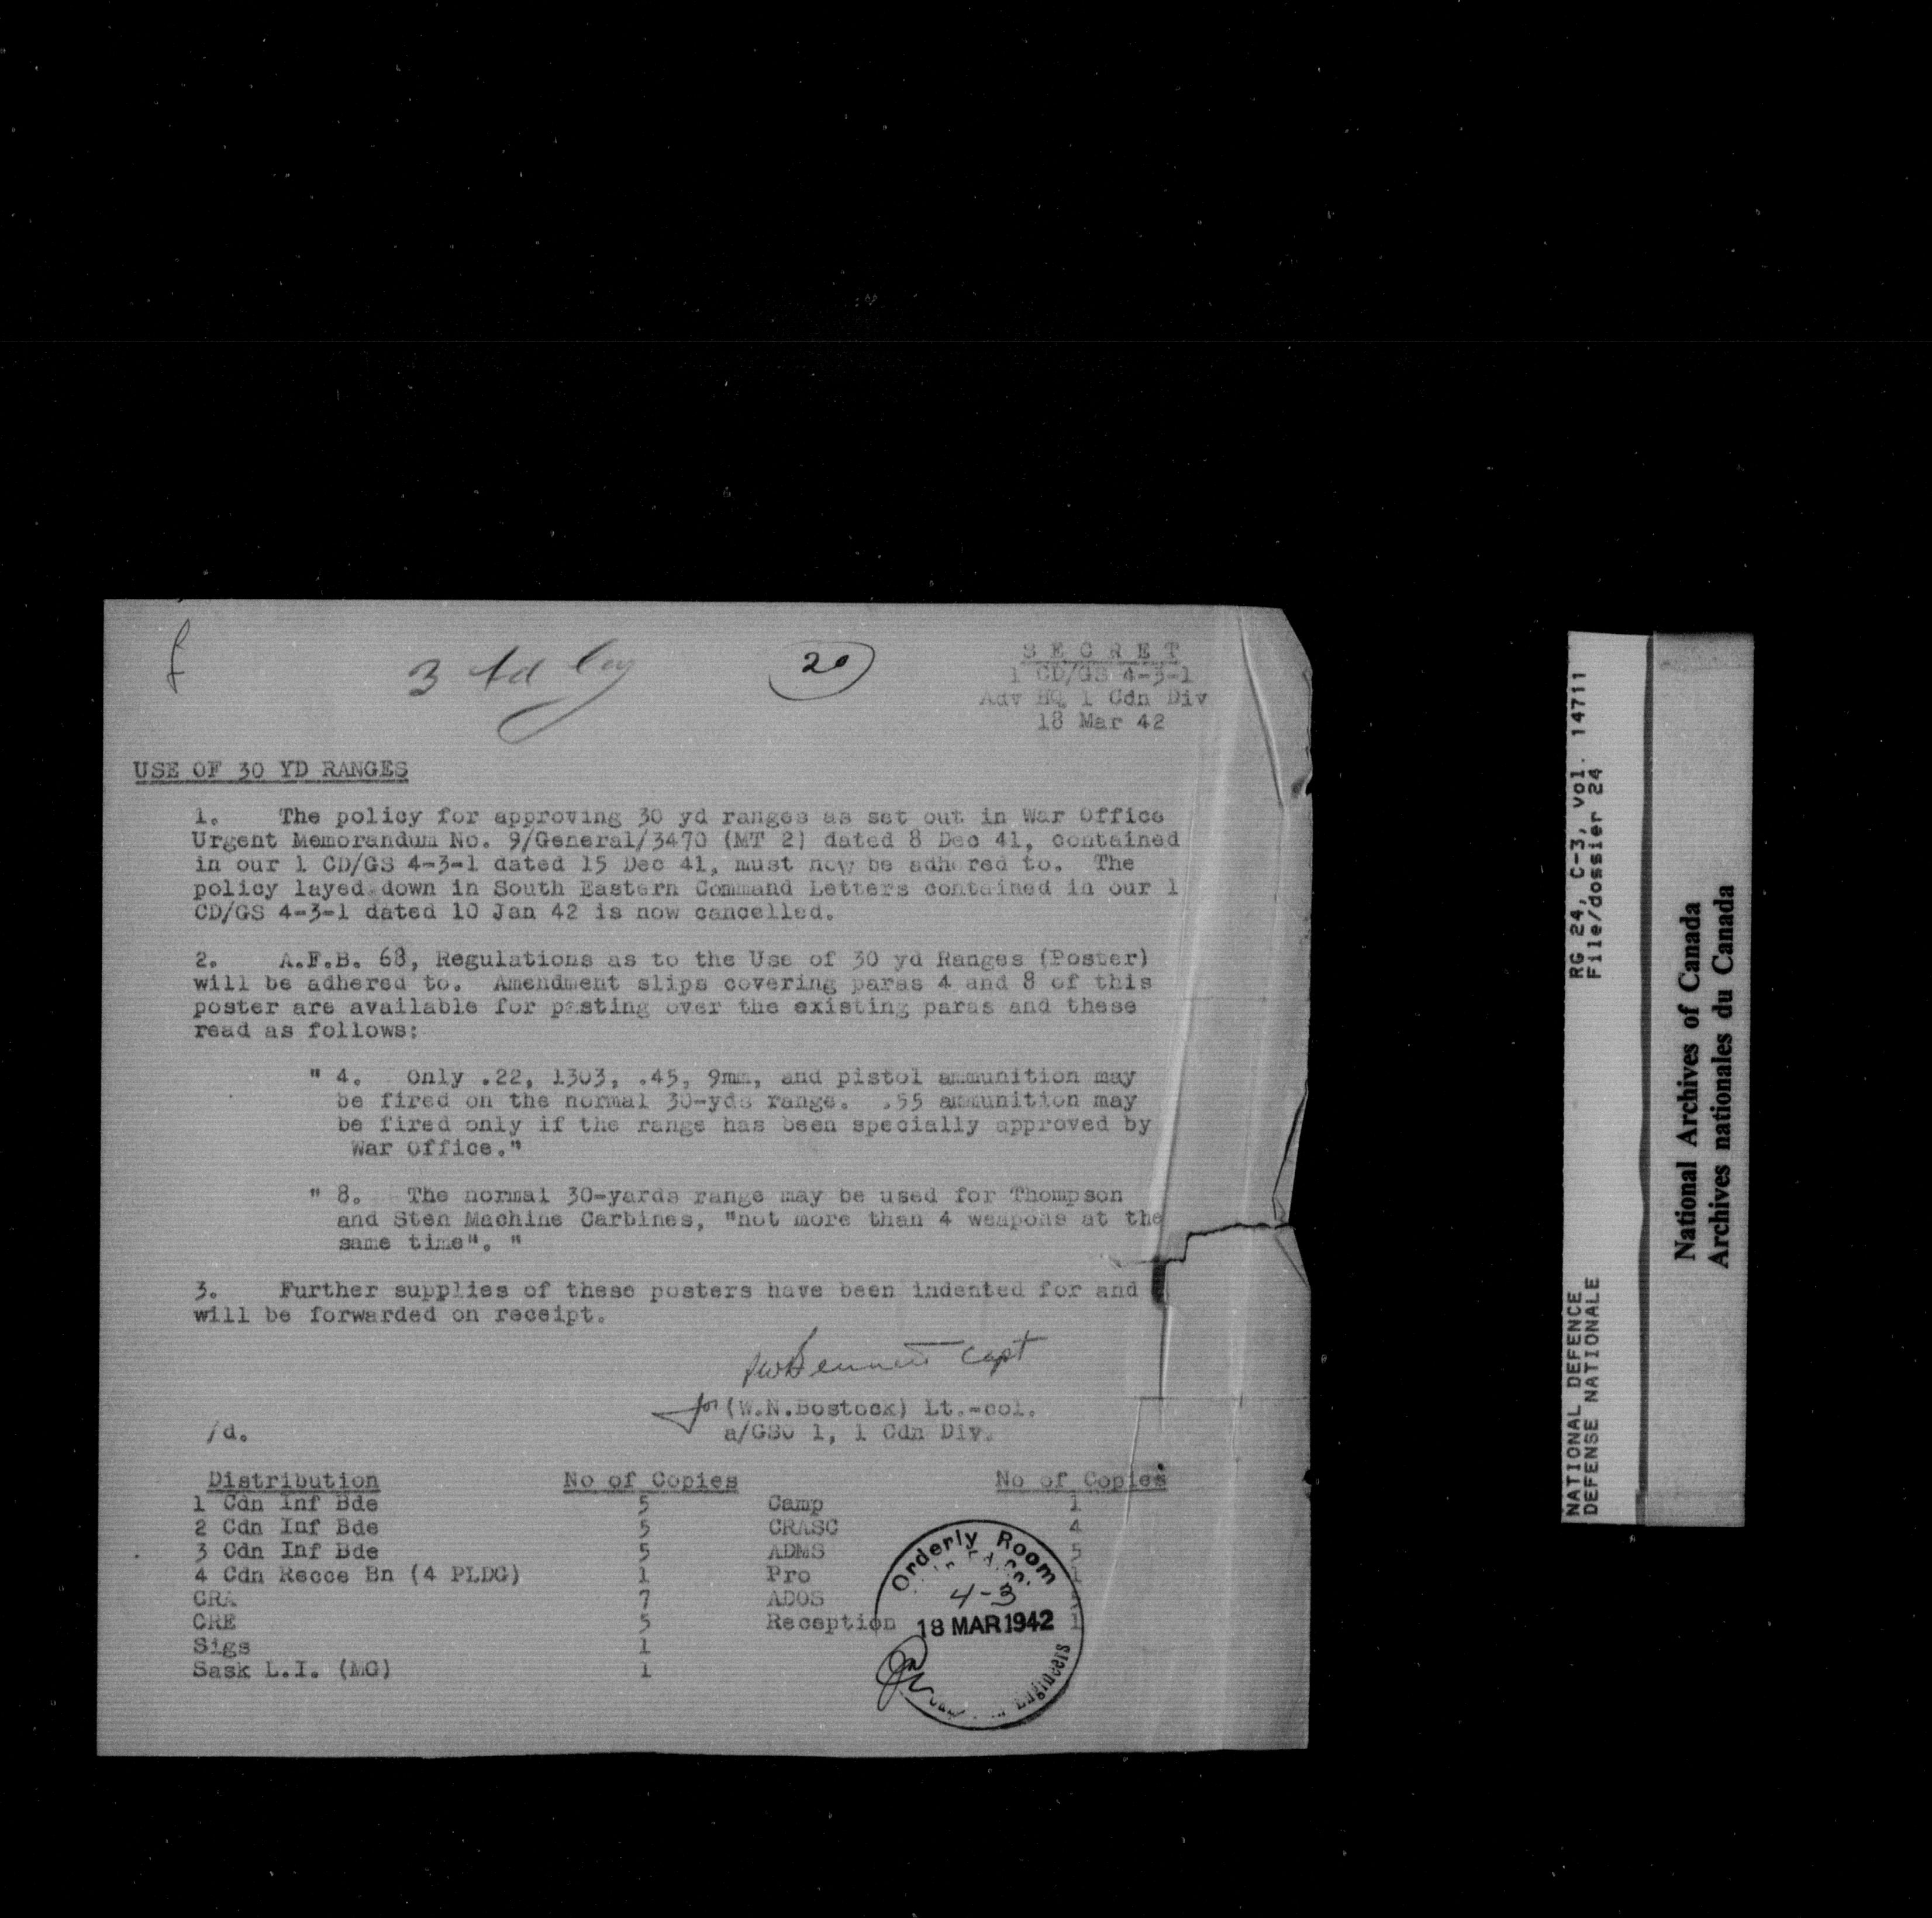 3 fd Coy
20
S E C R E T
1 CD/GS 4-3-1
Adv HQ 1 Cdn Div
18 Mar 42
USE OF 30 YD RANGES
1. The policy for approving 30 yd ranges as set out in War Office
Urgent Memorandum No. 9/General/3470 (MT 2) dated 8 Dec 41, contained
in our 1 CD/GS 4-3-1 dated 15 Dec 41, must now be adhered to. The
policy layed down in South Eastern Command Letters contained in our 1
CD/GS 4-3-1 dated 10 Jan 42 is now cancelled.
2. A.F.B. 68, Regulations as to the Use of 30 yd Ranges (Poster)
will be adhered to. Amendment slips covering paras 4 and 8 of this
poster are available for pasting over the existing paras and these
read as follows:
" 4. Only .22, 1303, .45, 9mm, and pistol ammunition may
be fired on the normal 30-yds range. .55 ammunition may
be fired only if the range has been specially approved by
War Office."
" 8. The normal 30-yards range may be used for Thompson
and Sten Machine Carbines, "not more than 4 weapons at the
same time". "
3. Further supplies of these posters have been indented for and
will be forwarded on receipt.
Bennett Capt
for (W.N.Bostock) Lt.-col.
a/GSO 1, 1 Cdn Div.
/d.
Distribution No of Copies No of Copies
1 Cdn Inf Bde 5 Camp 1
2 Cdn Inf Bde 5 CRASC 4
3 Cdn Inf Bde 5 ADMS 5
4 Cdn Recce Bn (4 PLDG) 1 Pro 1
CRA 7 ADOS
CRE 5 Reception 1
Sigs 1
Sask L.I. (MG) 1
Orderly Room
4-3
18 MAR 1942
Engineers
RG 24, C-3, vol. 14711
File/dossier 24
NATIONAL DEFENCE
DEFENSE NATIONALE
National Archives of Canada
Archives nationales du Canada